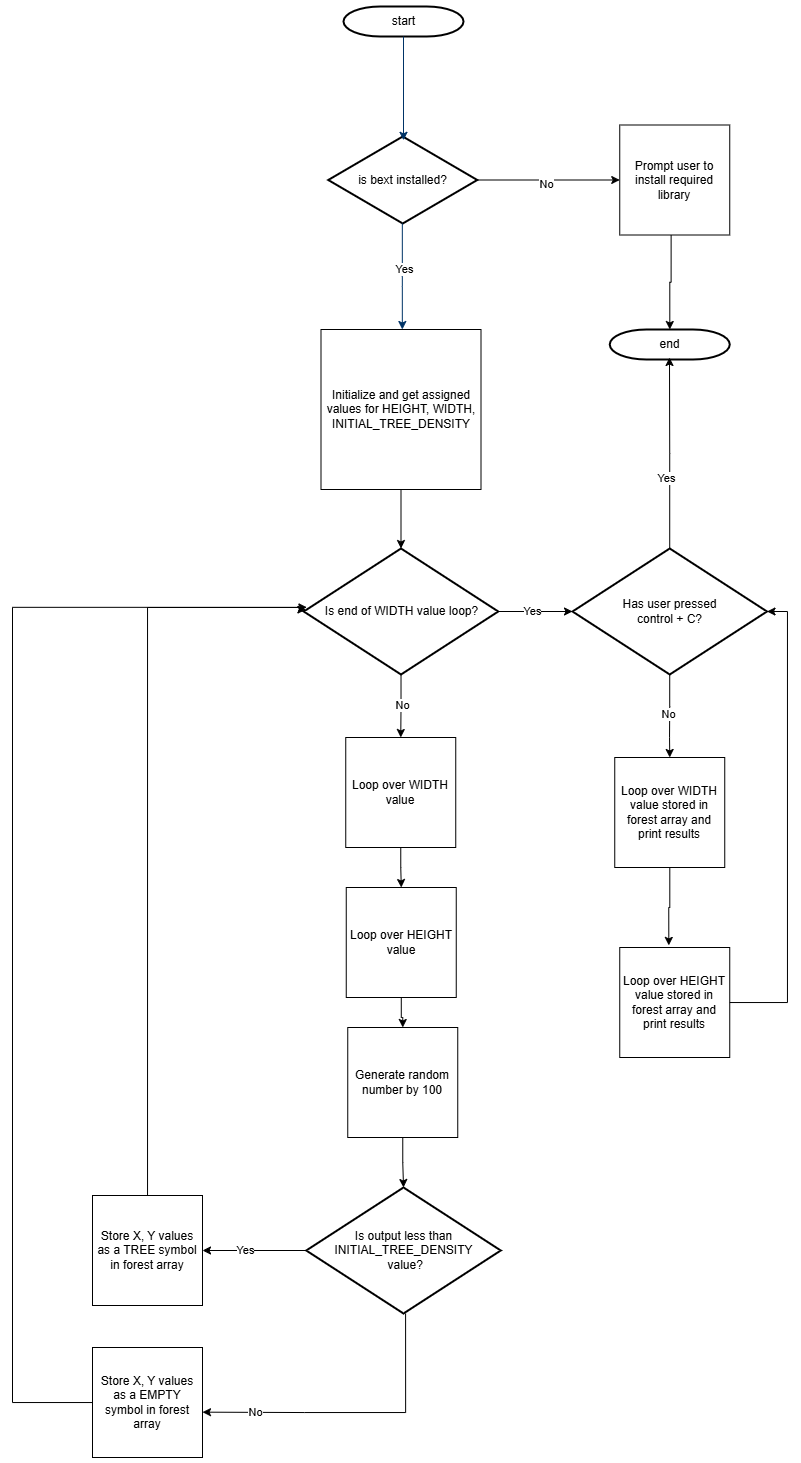 start
is bext installed?
No
Prompt user to
install required
library
Yes
end
Initialize and get assigned
values for HEIGHT, WIDTH,
INITIAL_TREE_DENSITY
Yes
Is end of WIDTH value loop?
Yes
Has user pressed
control + C?
No
No
Loop over WIDTH
value
Loop over WIDTH
value stored in
forest array and
print results
Loop over HEIGHT
value
Loop over HEIGHT
value stored in
forest array and
print results
Generate random
number by 100
Is output less than
INITIAL_TREE_DENSITY
value?
Yes
Store X, Y values
as a TREE symbol
in forest array
Store X, Y values
as a EMPTY
symbol in forest
array
No